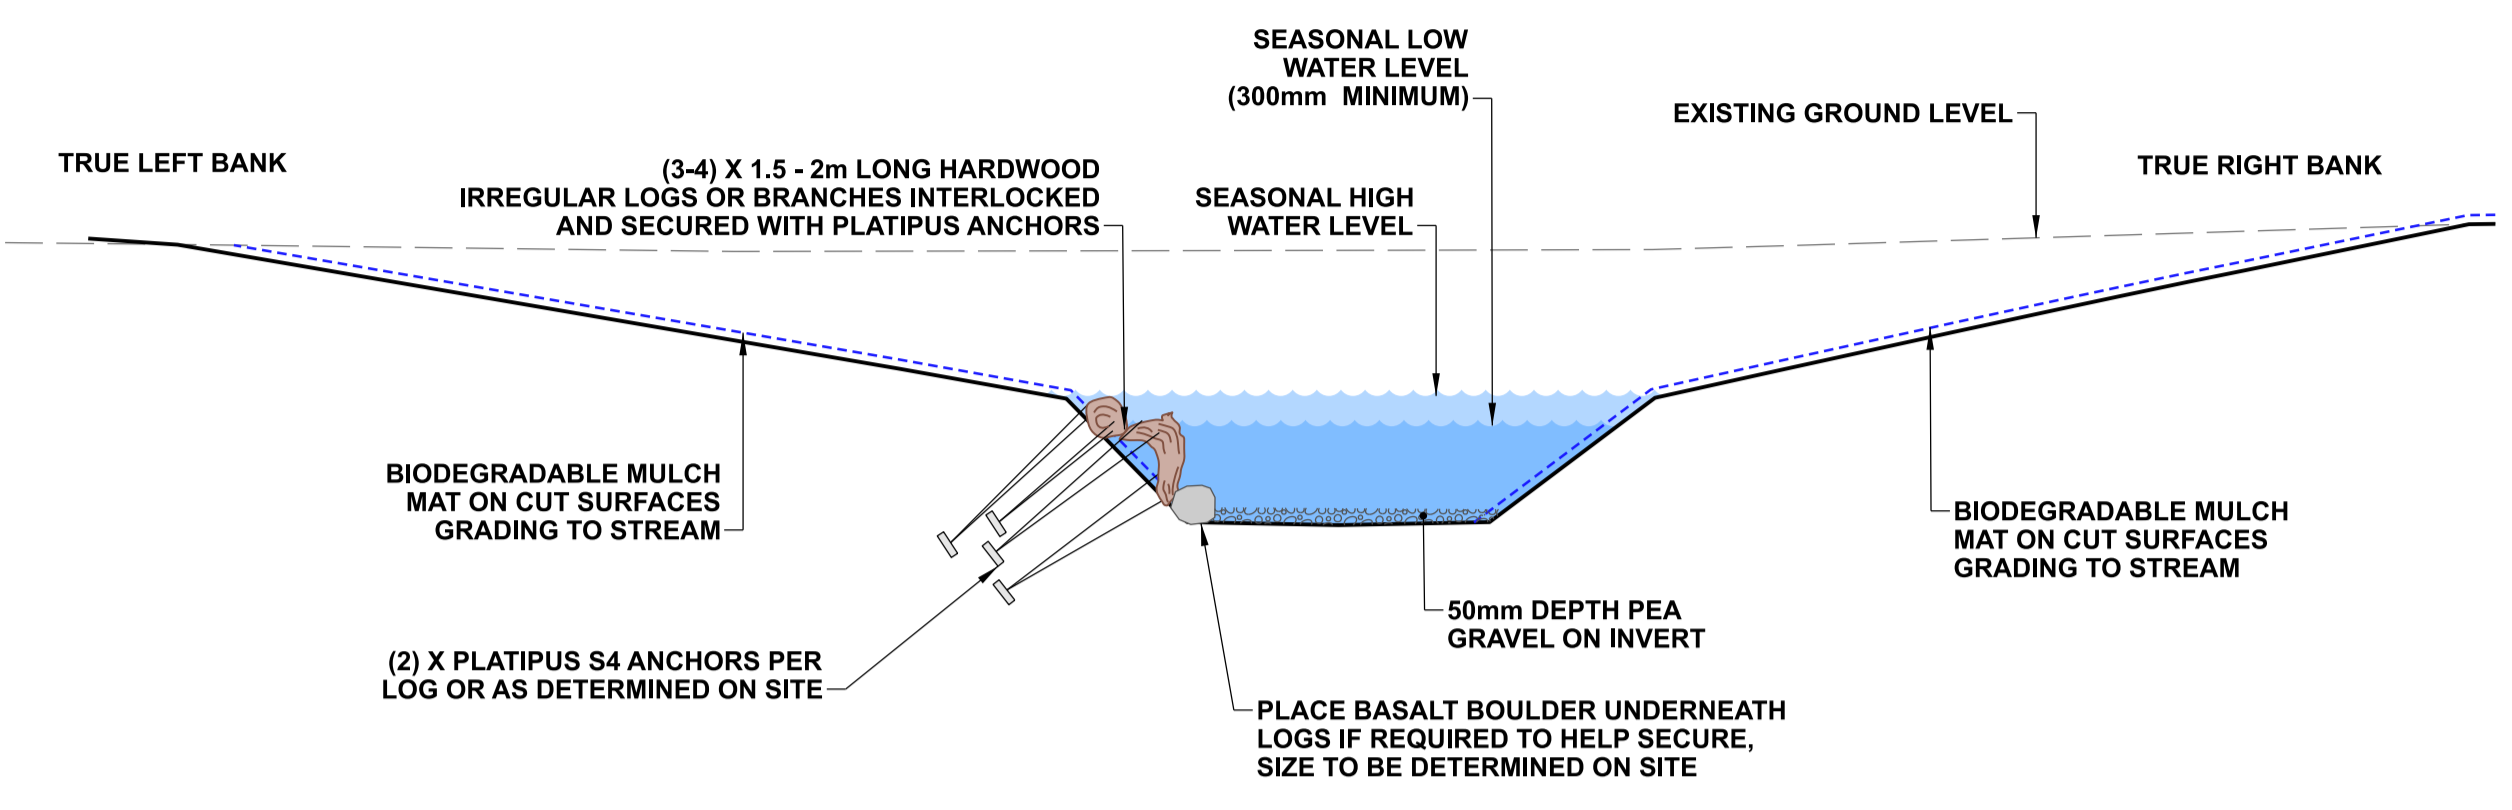 SEASONAL LOW
WATER LEVEL
(300mm MINIMUM)
EXISTING GROUND LEVEL
TRUE LEFT BANK
TRUE RIGHT BANK
(3-4) X 1.5 - 2m LONG HARDWOOD
IRREGULAR LOGS OR BRANCHES INTERLOCKED
AND SECURED WITH PLATIPUS ANCHORS
SEASONAL HIGH
WATER LEVEL
BIODEGRADABLE MULCH
MAT ON CUT SURFACES
GRADING TO STREAM
BIODEGRADABLE MULCH
MAT ON CUT SURFACES
GRADING TO STREAM
50mm DEPTH PEA
GRAVEL ON INVERT
(2) X PLATIPUS S4 ANCHORS PER
LOG OR AS DETERMINED ON SITE
PLACE BASALT BOULDER UNDERNEATH
LOGS IF REQUIRED TO HELP SECURE,
SIZE TO BE DETERMINED ON SITE